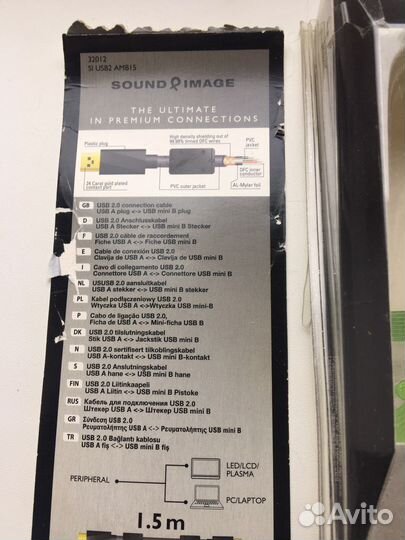 32012
SI USB2 AMB15
SOUND IMAGE
THE ULTIMATE
IN PREMIUM CONNECTIONS
Plastic plug
High density shielding out of
99.98% tinned OFC wires
PVC
jacket
24 Carat gold plated
contact part
PVC outer jacket
OFC inner
conductor
AL-Mylar foil
GB USB 2.0 connection cable
USB A plug <-> USB mini B plug
D USB 2.0 Anschlusskabel
USB A Stecker <-> USB mini B Stecker
F USB 2.0 câble de raccordement
Fiche USB A <-> Fiche USB mini B
E Cable de conexión USB 2.0
Clavija de USB A <-> Clavija de USB mini B
I Cavo di collegamento USB 2.0
Connettore USB A <-> Connettore USB mini B
NL USUSB 2.0 aansluitkabel
USB A stekker <-> USB mini B stekker
PL Kabel podłączeniowy USB 2.0
Wtyczka USB A <->Wtyczka USB mini-B
P Cabo de ligação USB 2.0,
Ficha USB A <-> Mini-ficha USB B
DK USB 2.0 tilslutningskabel
Stik USB A <-> Jackstik USB mini B
N USB 2.0 sertifisert tilkoblingskabel
USB A-kontakt <-> USB mini B-kontakt
S USB 2.0 Anslutningskabel
USB A hane <-> USB mini B hane
FIN USB 2.0 Liitinkaapeli
USB A Liitin <-> USB mini B Pistoke
RUS Кабель для подключения USB 2.0
Штекер USB A <-> Штекер USB mini B
GR Σύνδεση USB 2.0
Ρευματολήπτης USB A <-> Ρευματολήπτης USB mini B
TR USB 2.0 Bağlantı kablosu
USB A fiş <-> USB mini B fiş
PERIPHERAL
LED/LCD/
PLASMA
PC/LAPTOP
1.5 m
Avito